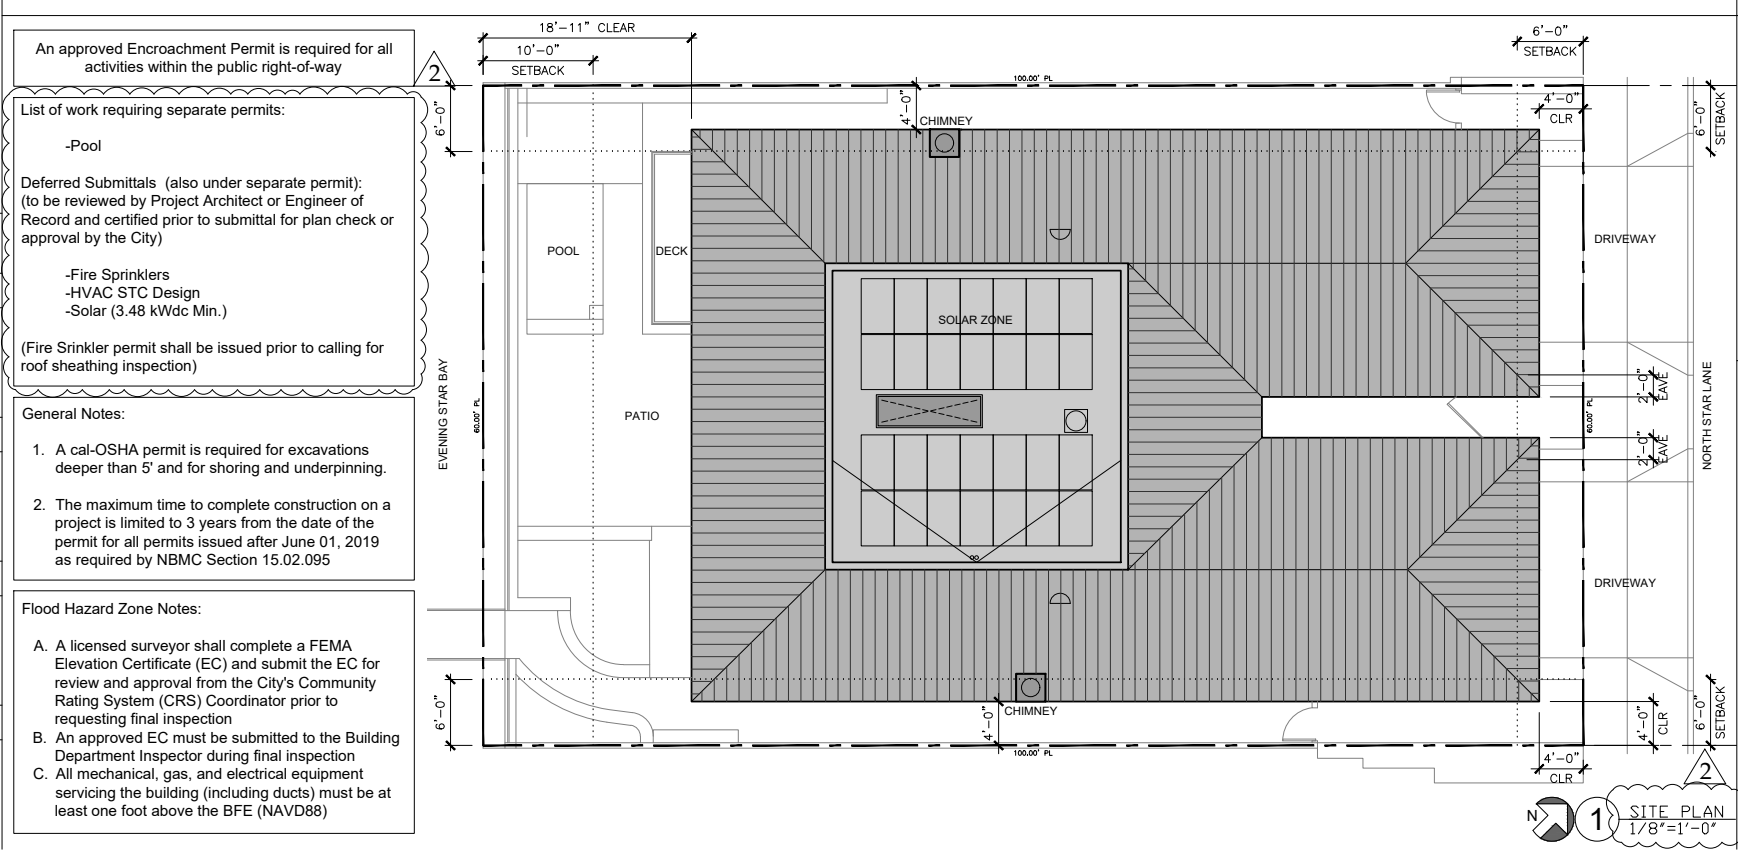 An approved Encroachment Permit is required for all
activities within the public right-of-way
2
List of work requiring separate permits:
-Pool
Deferred Submittals (also under separate permit):
(to be reviewed by Project Architect or Engineer of
Record and certified prior to submittal for plan check or
approval by the City)
-Fire Sprinklers
-HVAC STC Design
-Solar (3.48 kWdc Min.)
(Fire Srinkler permit shall be issued prior to calling for
roof sheathing inspection)
General Notes:
1. A cal-OSHA permit is required for excavations
deeper than 5' and for shoring and underpinning.
2. The maximum time to complete construction on a
project is limited to 3 years from the date of the
permit for all permits issued after June 01, 2019
as required by NBMC Section 15.02.095
Flood Hazard Zone Notes:
A. A licensed surveyor shall complete a FEMA
Elevation Certificate (EC) and submit the EC for
review and approval from the City's Community
Rating System (CRS) Coordinator prior to
requesting final inspection
B. An approved EC must be submitted to the Building
Department Inspector during final inspection
C. All mechanical, gas, and electrical equipment
servicing the building (including ducts) must be at
least one foot above the BFE (NAVD88)
18'-11" CLEAR
10'-0"
SETBACK
6'-0"
SETBACK
100.00' PL
6'-0"
4'-0"
CHIMNEY
4'-0"
CLR
6'-0"
SETBACK
POOL
DECK
DRIVEWAY
SOLAR ZONE
EVENING STAR BAY
60.00' PL
PATIO
2'-0"
EAVE
60.00' PL
2'-0"
EAVE
NORTH STAR LANE
DRIVEWAY
6'-0"
4'-0"
CHIMNEY
4'-0"
CLR
6'-0"
SETBACK
100.00' PL
4'-0"
CLR
2
N
1
SITE PLAN
1/8"=1'-0"